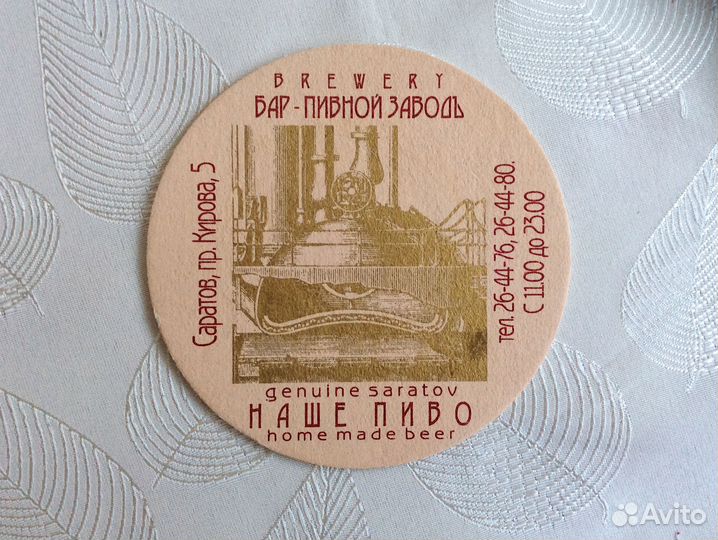 BREWERY
БАР - ПИВНОЙ ЗАВОДЪ
Саратов, пр. Кирова, 5
тел. 26-44-76, 26-44-80.
С 11.00 до 23.00
genuine saratov
НАШЕ ПИВО
home made beer
Avito